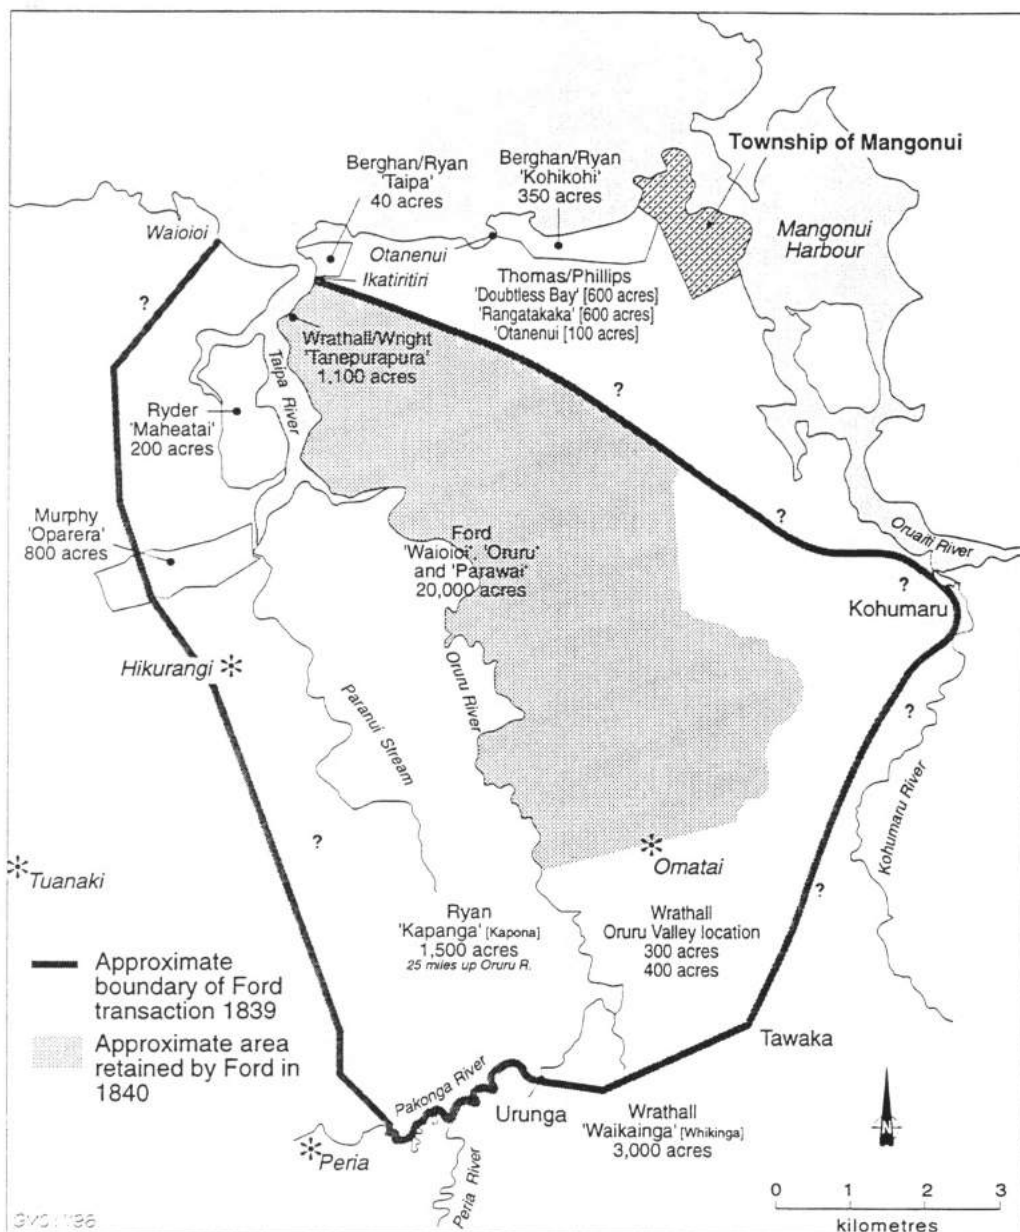 Township of Mangonui
Berghan/Ryan
'Taipa'
40 acres
Berghan/Ryan
'Kohikohi'
350 acres
Waioioi
Otanenui
Ikatiritiri
Mangonui
Harbour
Thomas/Phillips
'Doubtless Bay' [600 acres]
'Rangatakaka' [600 acres]
'Otanenui [100 acres]
?
Wrathall/Wright
'Tanepurapura'
1,100 acres
Taipa River
?
Ryder
'Maheatai'
200 acres
Murphy
'Oparera'
800 acres
?
Oruaiti River
Ford
'Waioioi', 'Oruru'
and 'Parawai'
20,000 acres
?
Kohumaru
Hikurangi
Oruru River
Paranui Stream
?
Kohumaru River
?
Omatai
Tuanaki
?
Ryan
'Kapanga' [Kapona]
1,500 acres
25 miles up Oruru R.
Wrathall
Oruru Valley location
300 acres
400 acres
Approximate
boundary of Ford
transaction 1839
Approximate area
retained by Ford in
1840
Tawaka
Pakonga River
Urunga
Wrathall
'Waikainga' [Whikinga]
3,000 acres
N
Peria
Peria River
0 1 2 3
kilometres